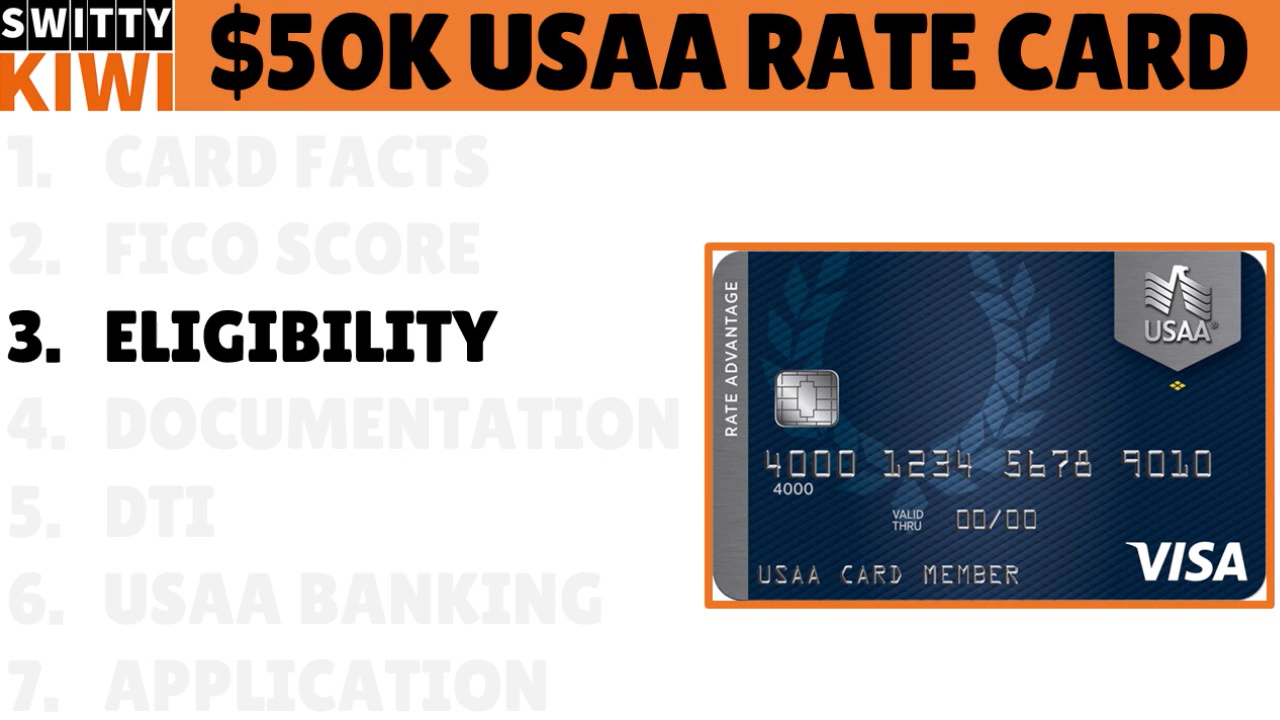 SWITTY
KIWI
$50K USAA RATE CARD
1. CARD FACTS
2. FICO SCORE
3. ELIGIBILITY
4. DOCUMENTATION
5. DTI
6. USAA BANKING
7. APPLICATION
RATE ADVANTAGE
USAA®
4000 1234 5678 9010
4000
VALID
THRU 00/00
USAA CARD MEMBER
VISA